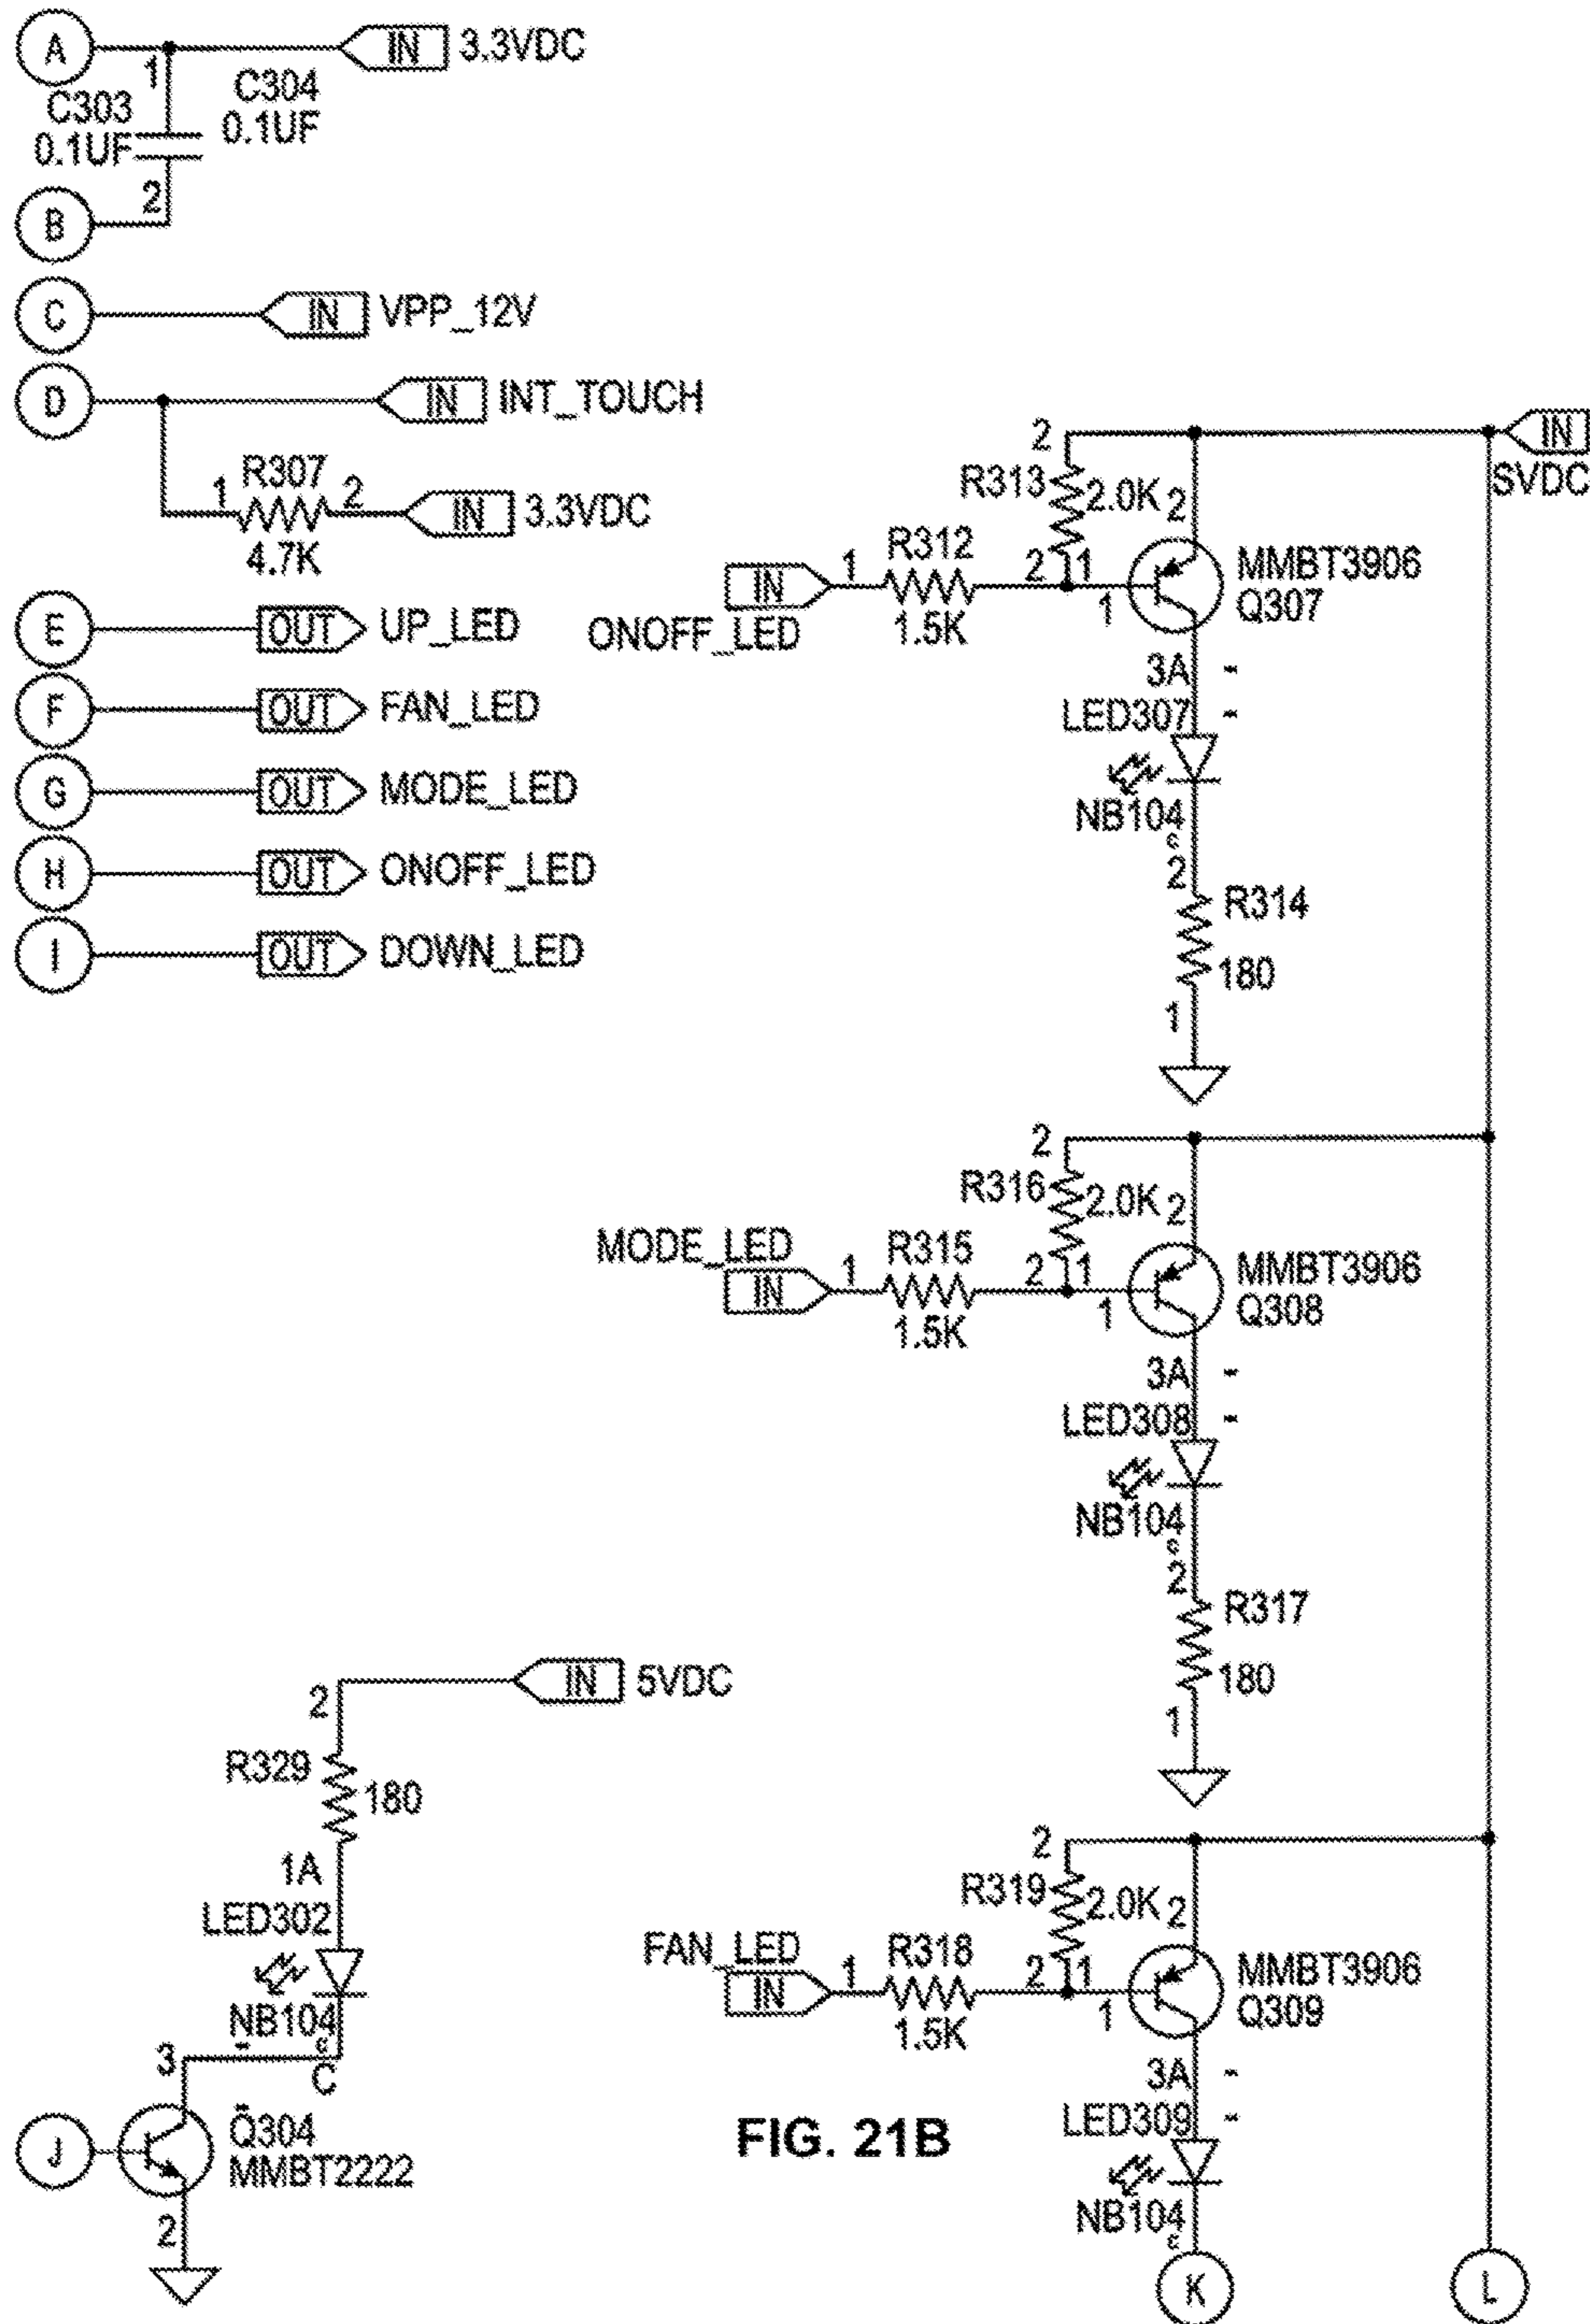 A
IN 3.3VDC
1
C303
0.1UF
C304
0.1UF
2
B
C
IN VPP_12V
D
IN INT_TOUCH
R307
1 2
IN 3.3VDC
4.7K
E
OUT UP_LED
F
OUT FAN_LED
G
OUT MODE_LED
H
OUT ONOFF_LED
I
OUT DOWN_LED
IN
SVDC
2
R313
2.0K
2
R312
IN
1
2
1
1
1.5K
ONOFF_LED
MMBT3906
Q307
3A -
LED307 -
NB104
c
2
R314
180
1
2
R316
2.0K
2
MODE_LED
IN
1
R315
2
1
1
1.5K
MMBT3906
Q308
3A -
LED308 -
NB104
c
2
R317
180
1
IN 5VDC
2
R329
180
1A
LED302
NB104
-
c
3
C
J
Q304
MMBT2222
2
2
R319
2.0K
2
FAN_LED
IN
1
R318
2
1
1
1.5K
MMBT3906
Q309
3A -
LED309 -
NB104
c
K
L
FIG. 21B